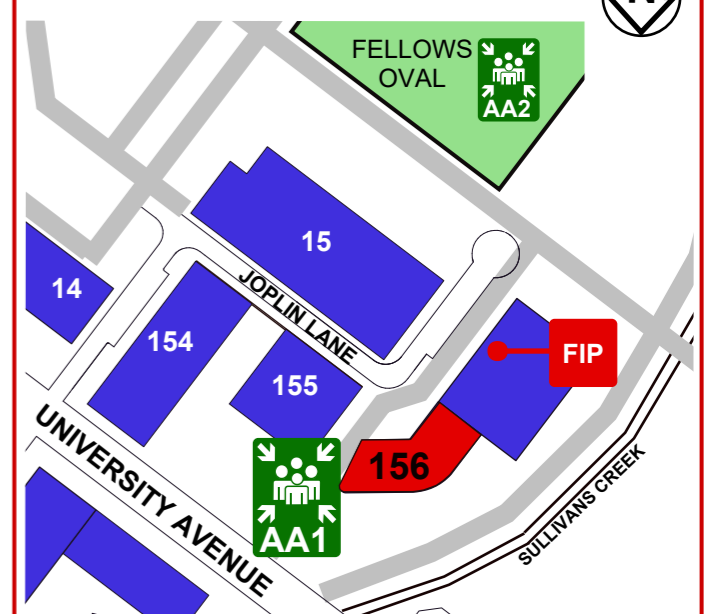 N
FELLOWS
OVAL
AA2
15
14
JOPLIN LANE
154
FIP
155
UNIVERSITY AVENUE
156
SULLIVANS CREEK
AA1